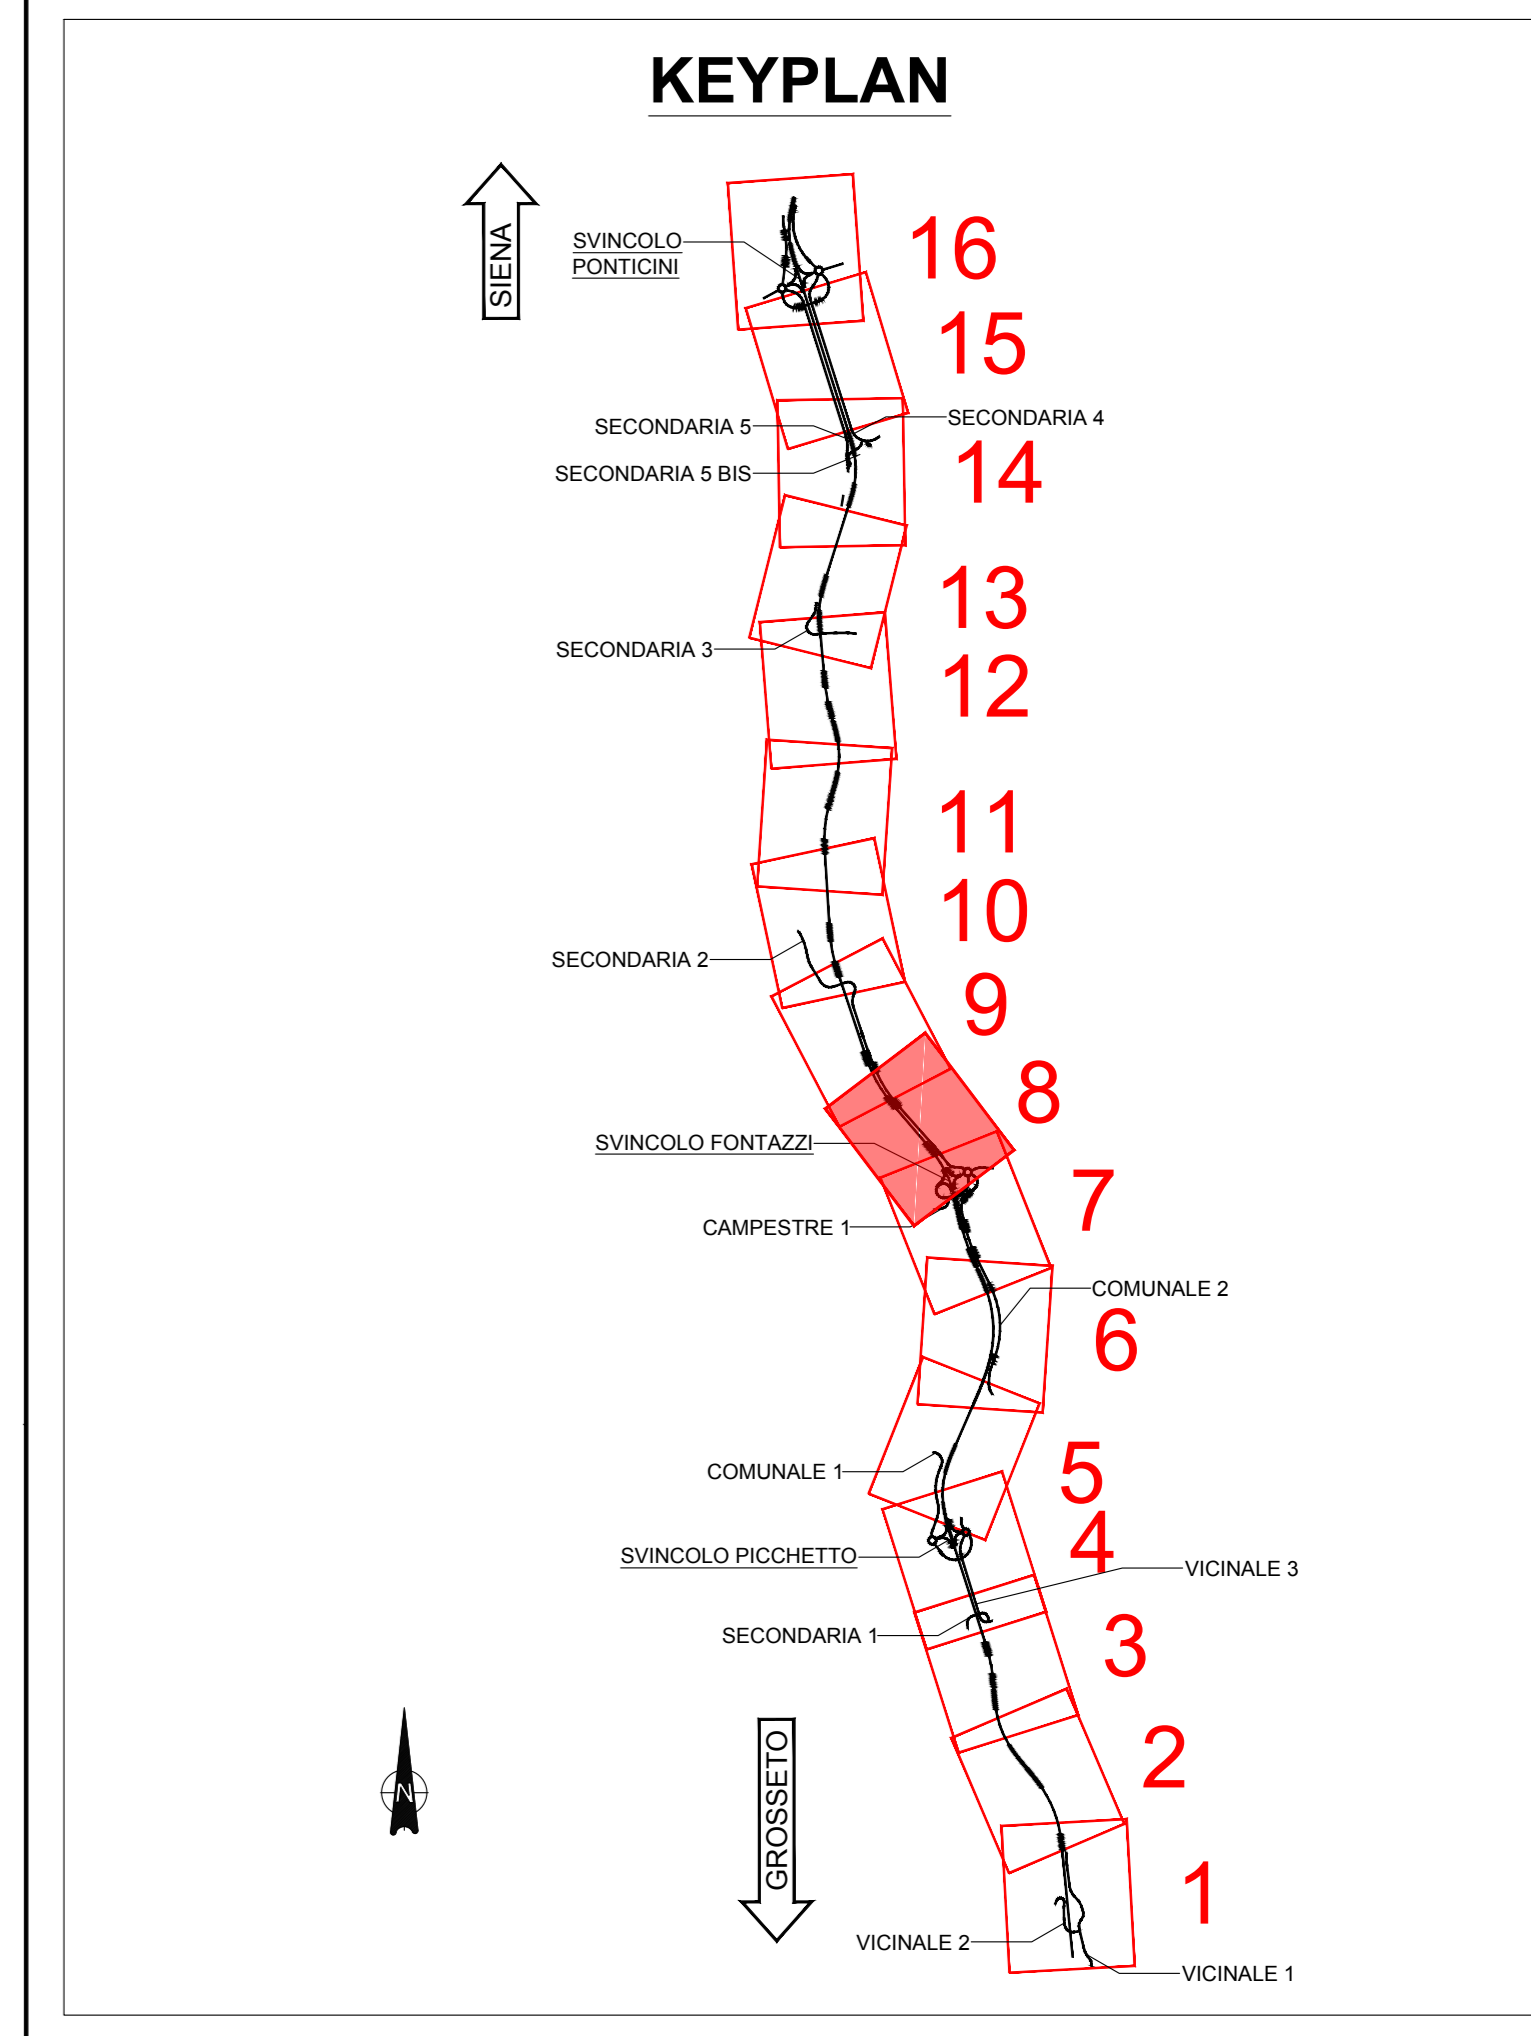 KEYPLAN
SIENA
SVINCOLO
PONTICINI
16
15
SECONDARIA 5
SECONDARIA 4
SECONDARIA 5 BIS
14
13
SECONDARIA 3
12
11
10
SECONDARIA 2
9
8
SVINCOLO FONTAZZI
7
CAMPESTRE 1
COMUNALE 2
6
COMUNALE 1
5
4
SVINCOLO PICCHETTO
VICINALE 3
SECONDARIA 1
3
GROSSETO
N
2
1
VICINALE 2
VICINALE 1